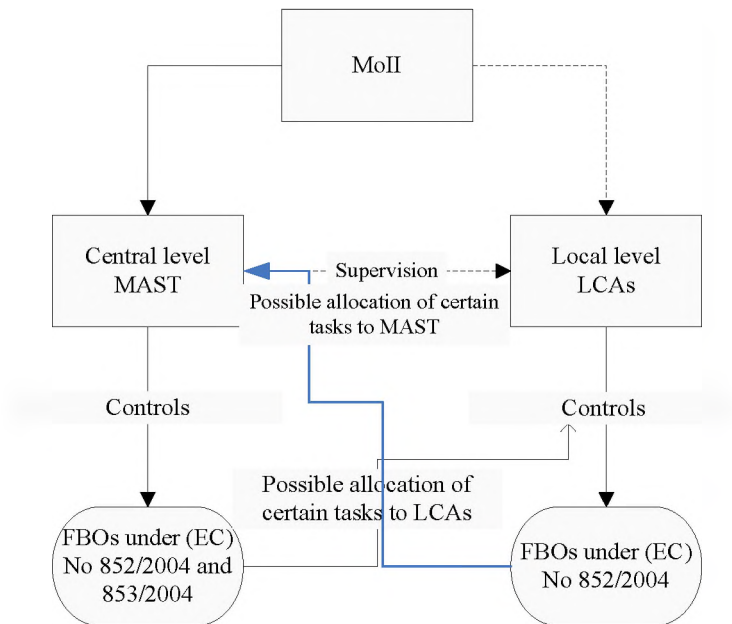 MoII
Central level
MAST
Supervision
Local level
LCAs
Possible allocation of certain
tasks to MAST
Controls
Controls
Possible allocation of
certain tasks to LCAs
FBOs under (EC)
No 852/2004 and
853/2004
FBOs under (EC)
No 852/2004